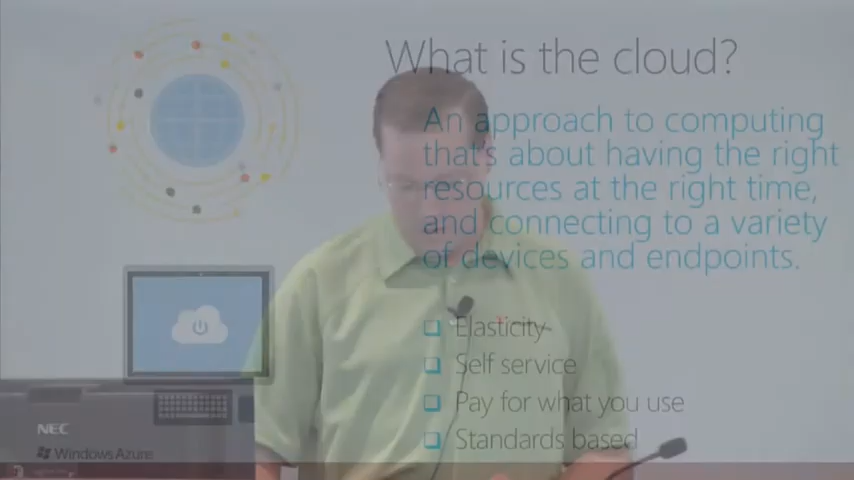 What is the cloud?
An approach to computing
that's about having the right
resources at the right time,
and connecting to a variety
of devices and endpoints.
Elasticity
Self service
Pay for what you use
Standards based
NEC
Windows Azure